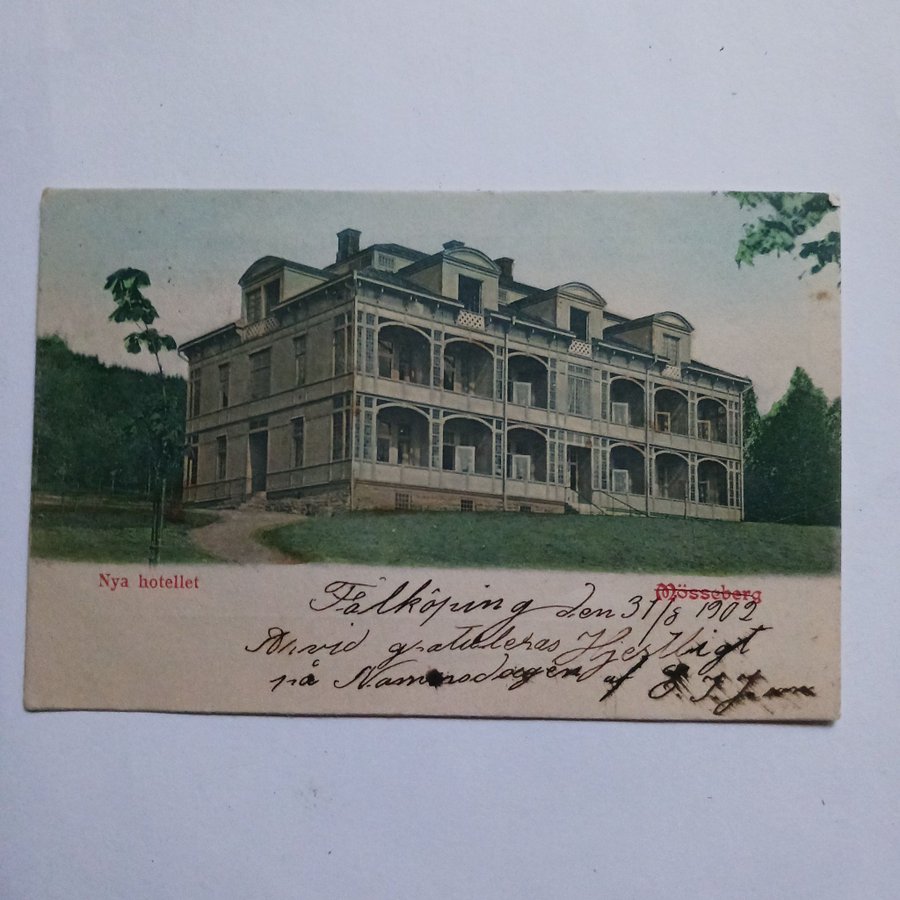 Nya hotellet
Mösseberg
Falköping den 31/8 1902
Arvid gratuleras Hjertligt
på Namnsdagen af